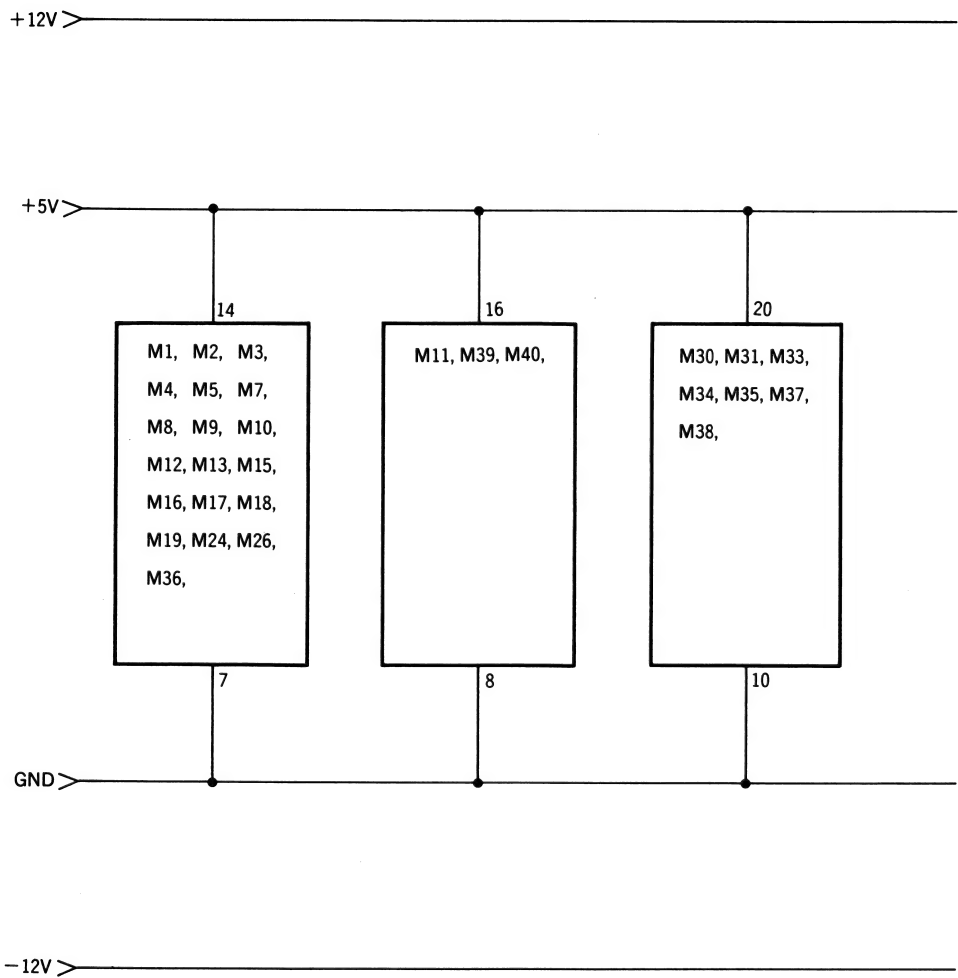 +12V
+5V
14
16
20
M1, M2, M3,
M4, M5, M7,
M8, M9, M10,
M12, M13, M15,
M16, M17, M18,
M19, M24, M26,
M36,
M11, M39, M40,
M30, M31, M33,
M34, M35, M37,
M38,
7
8
10
GND
−12V